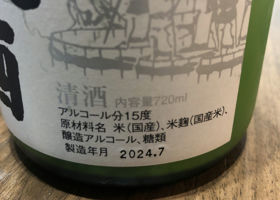 酒
清酒 内容量720ml
アルコール分15度
原材料名 米(国産)、米麹(国産米)、
醸造アルコール、糖類
製造年月 2024.7